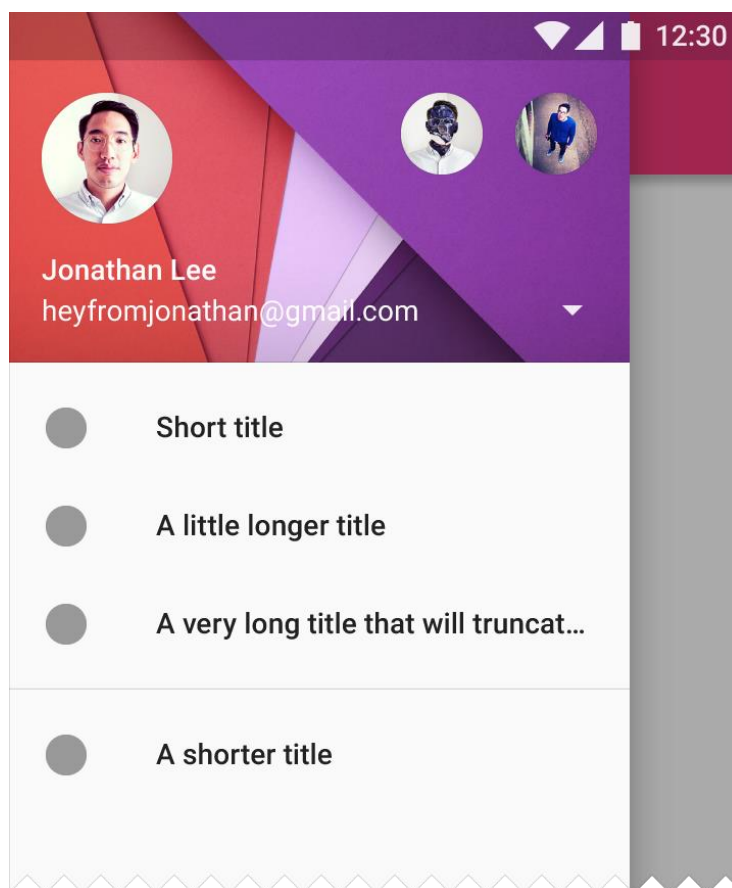 12:30
Jonathan Lee
heyfromjonathan@gmail.com
Short title
A little longer title
A very long title that will truncat...
A shorter title